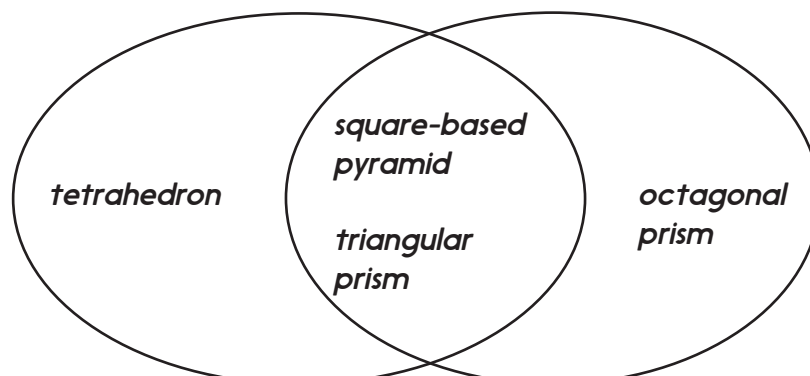 tetrahedron
square-based
pyramid
triangular
prism
octagonal
prism